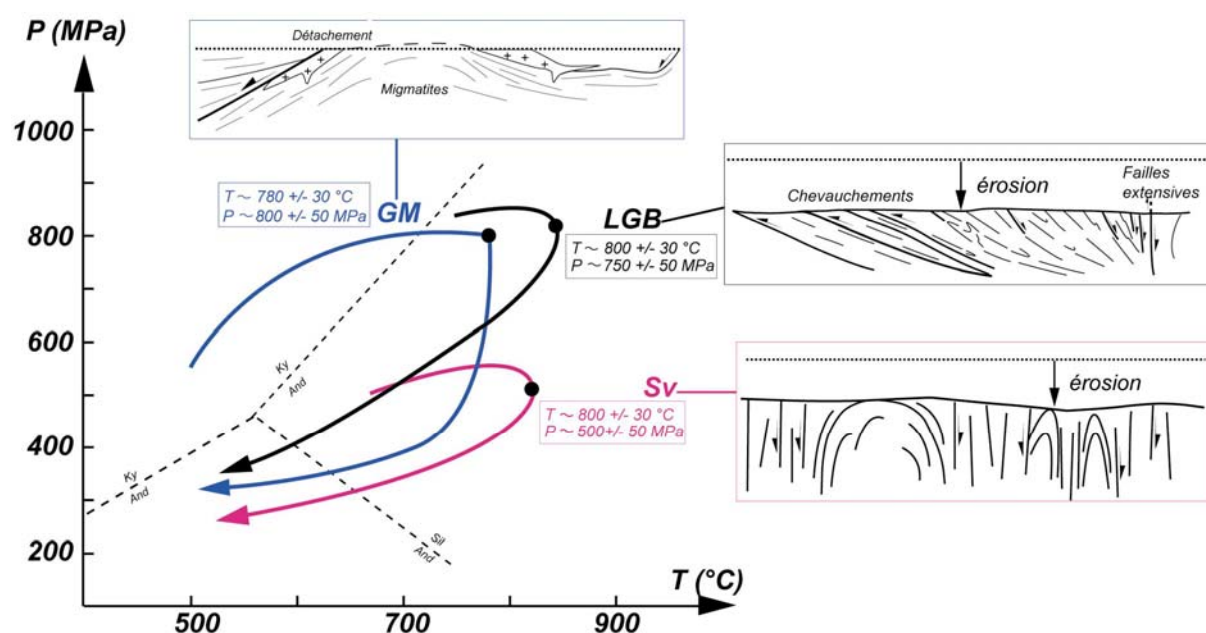 P (MPa)
1000
800
600
400
200
Détachement
Migmatites
T ~ 780 +/- 30 °C
P ~ 800 +/- 50 MPa
GM
LGB
T ~ 800 +/- 30 °C
P ~ 750 +/- 50 MPa
érosion
Chevauchements
Failles
extensives
Sv
T ~ 800 +/- 30 °C
P ~ 500+/- 50 MPa
érosion
Ky
And
Ky
And
Sil
And
T (°C)
500
700
900